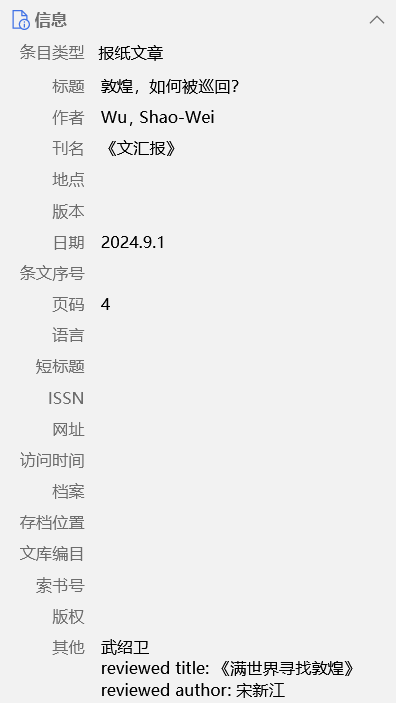 信息
条目类型 报纸文章
标题 敦煌，如何被巡回？
作者 Wu, Shao-Wei
刊名 《文汇报》
地点
版本
日期 2024.9.1
条文序号
页码 4
语言
短标题
ISSN
网址
访问时间
档案
存档位置
文库编目
索书号
版权
其他 武绍卫
reviewed title: 《满世界寻找敦煌》
reviewed author: 宋新江